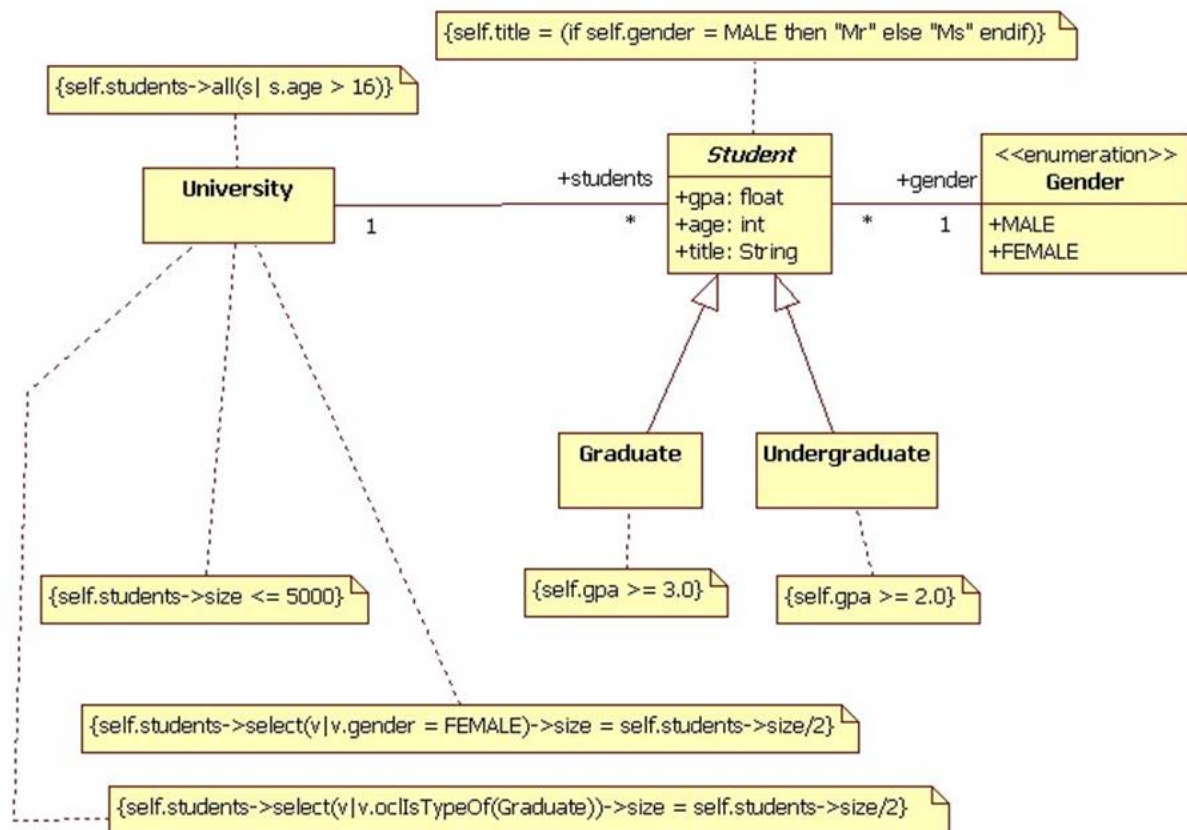 {self.title = (if self.gender = MALE then "Mr" else "Ms" endif)}
{self.students->all(s| s.age > 16)}
University
1
+students
*
Student
+gpa: float
+age: int
+title: String
*
+gender
1
<<enumeration>>
Gender
+MALE
+FEMALE
Graduate
Undergraduate
{self.students->size <= 5000}
{self.gpa >= 3.0}
{self.gpa >= 2.0}
{self.students->select(v|v.gender = FEMALE)->size = self.students->size/2}
{self.students->select(v|v.oclIsTypeOf(Graduate))->size = self.students->size/2}